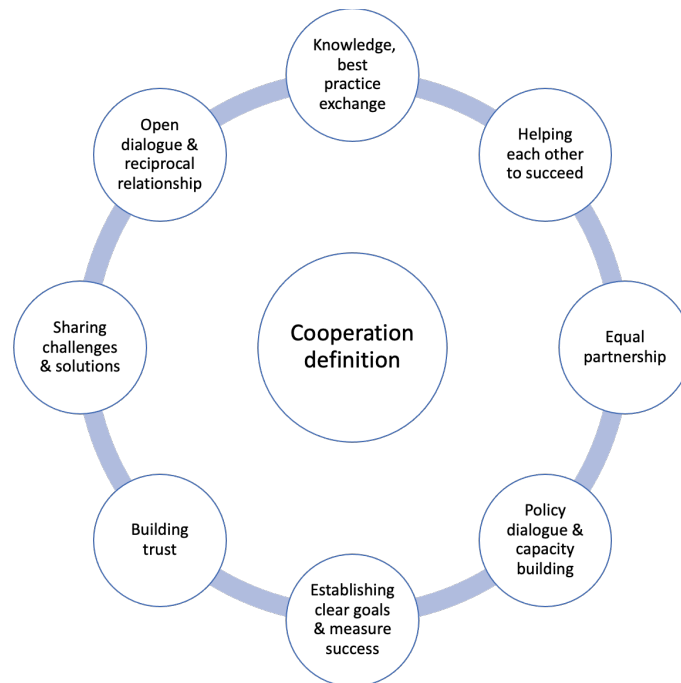 Knowledge,
best
practice
exchange
Helping
each other
to succeed
Equal
partnership
Policy
dialogue &
capacity
building
Establishing
clear goals
& measure
success
Building
trust
Sharing
challenges
& solutions
Open
dialogue &
reciprocal
relationship
Cooperation
definition